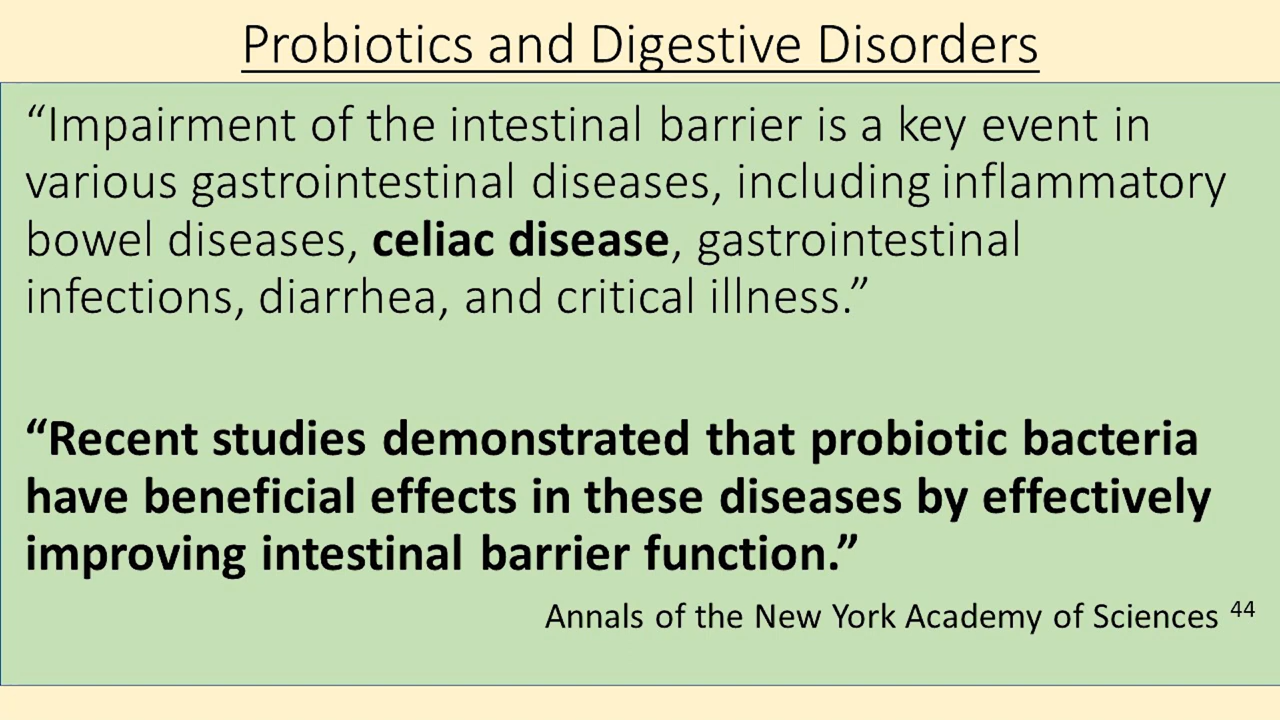 Probiotics and Digestive Disorders
“Impairment of the intestinal barrier is a key event in
various gastrointestinal diseases, including inflammatory
bowel diseases, celiac disease, gastrointestinal
infections, diarrhea, and critical illness.”
“Recent studies demonstrated that probiotic bacteria
have beneficial effects in these diseases by effectively
improving intestinal barrier function.”
Annals of the New York Academy of Sciences 44